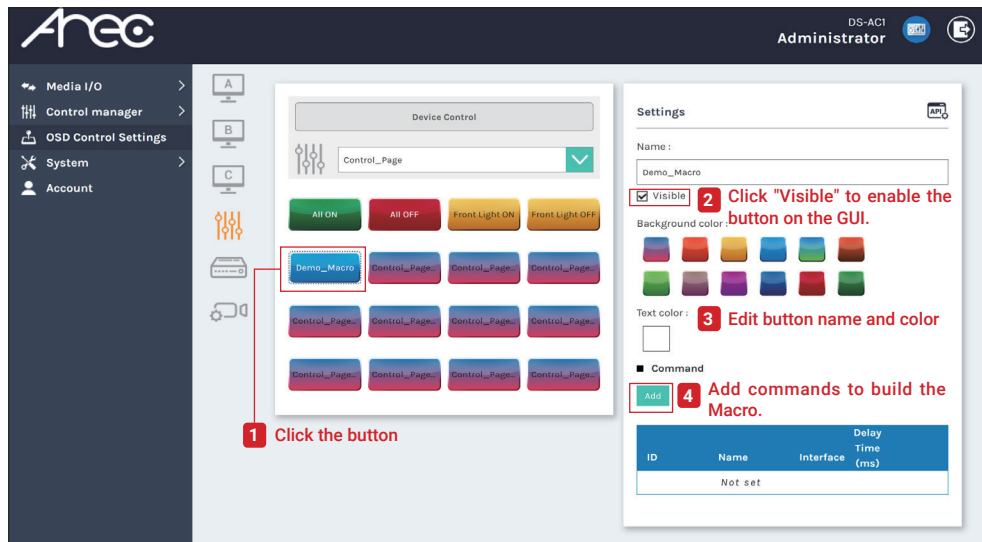 Arec
DS-AC1
Administrator
Media I/O
Control manager
OSD Control Settings
System
Account
A
B
C
Device Control
Control_Page
All ON
All OFF
Front Light ON
Front Light OFF
Demo_Macro
Control_Page...
Control_Page...
Control_Page...
Control_Page...
Control_Page...
Control_Page...
Control_Page...
Control_Page...
Control_Page...
Control_Page...
Control_Page...
1 Click the button
Settings
API
Name :
Demo_Macro
Visible
2 Click "Visible" to enable the
button on the GUI.
Background color :
Text color :
3 Edit button name and color
Command
Add
4 Add commands to build the
Macro.
ID Name Interface Delay
Time
(ms)
Not set